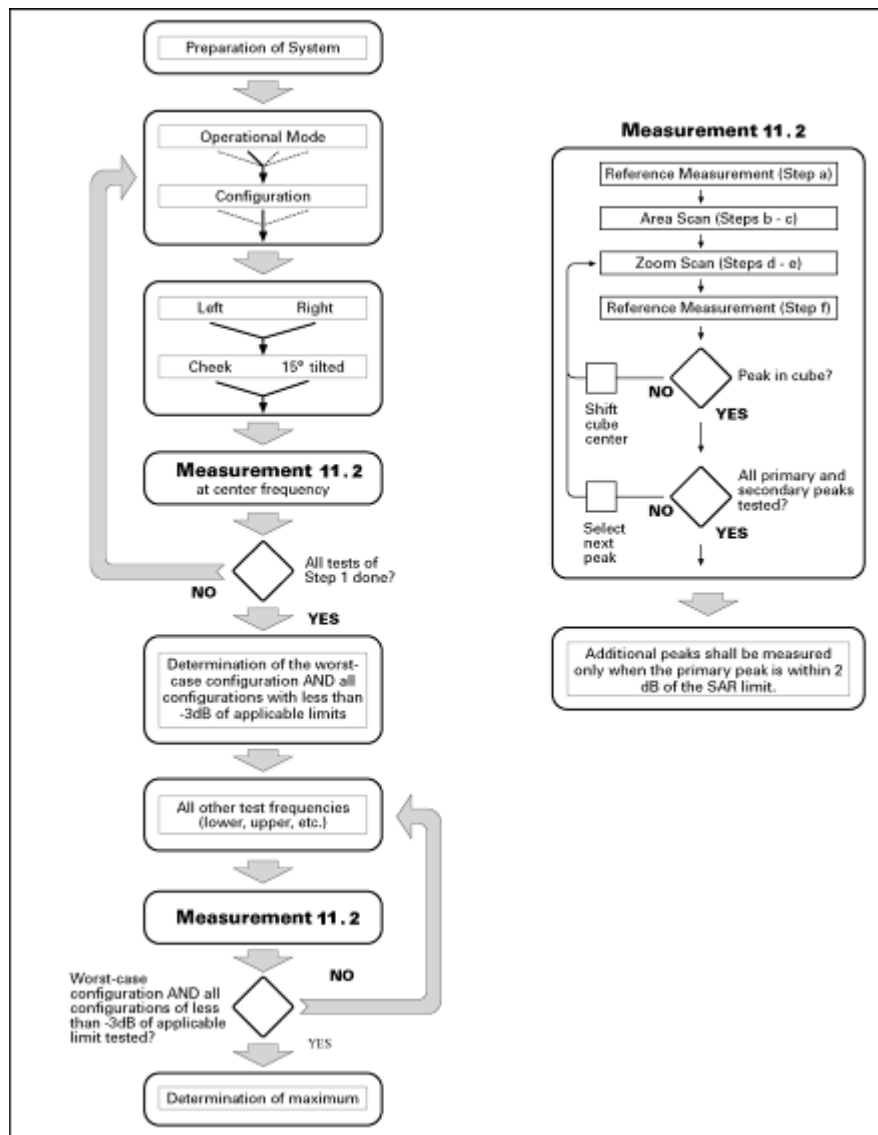 Preparation of System
Operational Mode
Configuration
Left Right
Cheek 15° tilted
Measurement 11.2
at center frequency
All tests of
Step 1 done?
NO
YES
Determination of the worst-
case configuration AND all
configurations with less than
-3dB of applicable limits
All other test frequencies
(lower, upper, etc.)
Measurement 11.2
NO
Worst-case
configuration AND all
configurations of less
than -3dB of applicable
limit tested?
YES
Determination of maximum
Measurement 11.2
Reference Measurement (Step a)
Area Scan (Steps b - c)
Zoom Scan (Steps d - e)
Reference Measurement (Step f)
Peak in cube?
NO
YES
Shift
cube
center
All primary and
secondary peaks
tested?
NO
YES
Select
next
peak
Additional peaks shall be measured
only when the primary peak is within 2
dB of the SAR limit.